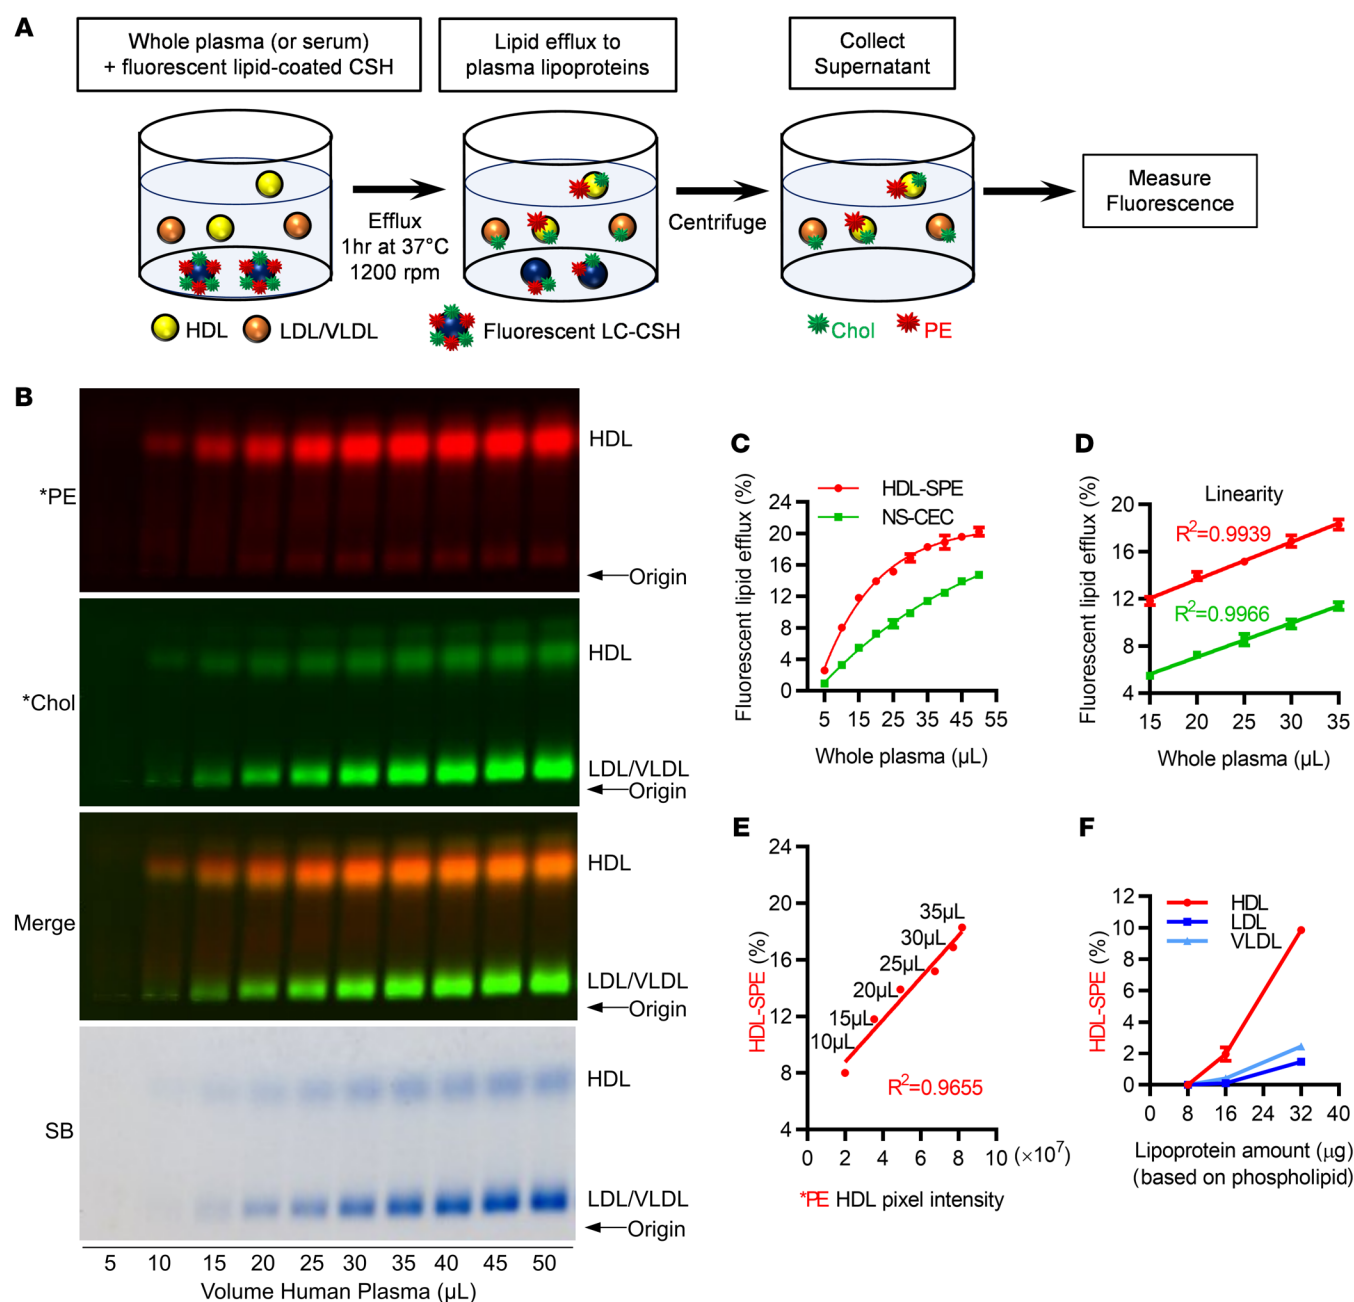 A
Whole plasma (or serum)
+ fluorescent lipid-coated CSH
Lipid efflux to
plasma lipoproteins
Collect
Supernatant
Efflux
1hr at 37°C
1200 rpm
Centrifuge
Measure
Fluorescence
HDL
LDL/VLDL
Fluorescent LC-CSH
Chol
PE
B
*PE
HDL
Origin
*Chol
HDL
LDL/VLDL
Origin
Merge
HDL
LDL/VLDL
Origin
SB
HDL
LDL/VLDL
Origin
5 10 15 20 25 30 35 40 45 50
Volume Human Plasma (µL)
C
Fluorescent lipid efflux (%)
HDL-SPE
NS-CEC
24
20
16
12
8
4
0
5 15 25 35 45 55
Whole plasma (µL)
D
Fluorescent lipid efflux (%)
Linearity
R²=0.9939
R²=0.9966
20
16
12
8
4
15 20 25 30 35
Whole plasma (µL)
E
HDL-SPE (%)
24
20
16
12
8
4
35µL
30µL
25µL
20µL
15µL
10µL
R²=0.9655
0 2 4 6 8 10 (×10⁷)
*PE HDL pixel intensity
F
HDL-SPE (%)
HDL
LDL
VLDL
12
10
8
6
4
2
0
0 8 16 24 32 40
Lipoprotein amount (µg)
(based on phospholipid)